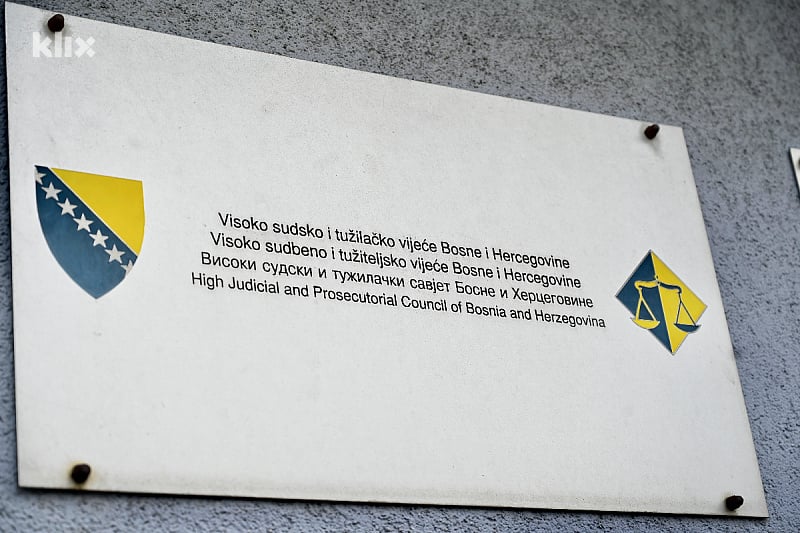 klix
Visoko sudsko i tužilačko vijeće Bosne i Hercegovine
Visoko sudbeno i tužiteljsko vijeće Bosne i Hercegovine
Високи судски и тужилачки савјет Босне и Херцеговине
High Judicial and Prosecutorial Council of Bosnia and Herzegovina